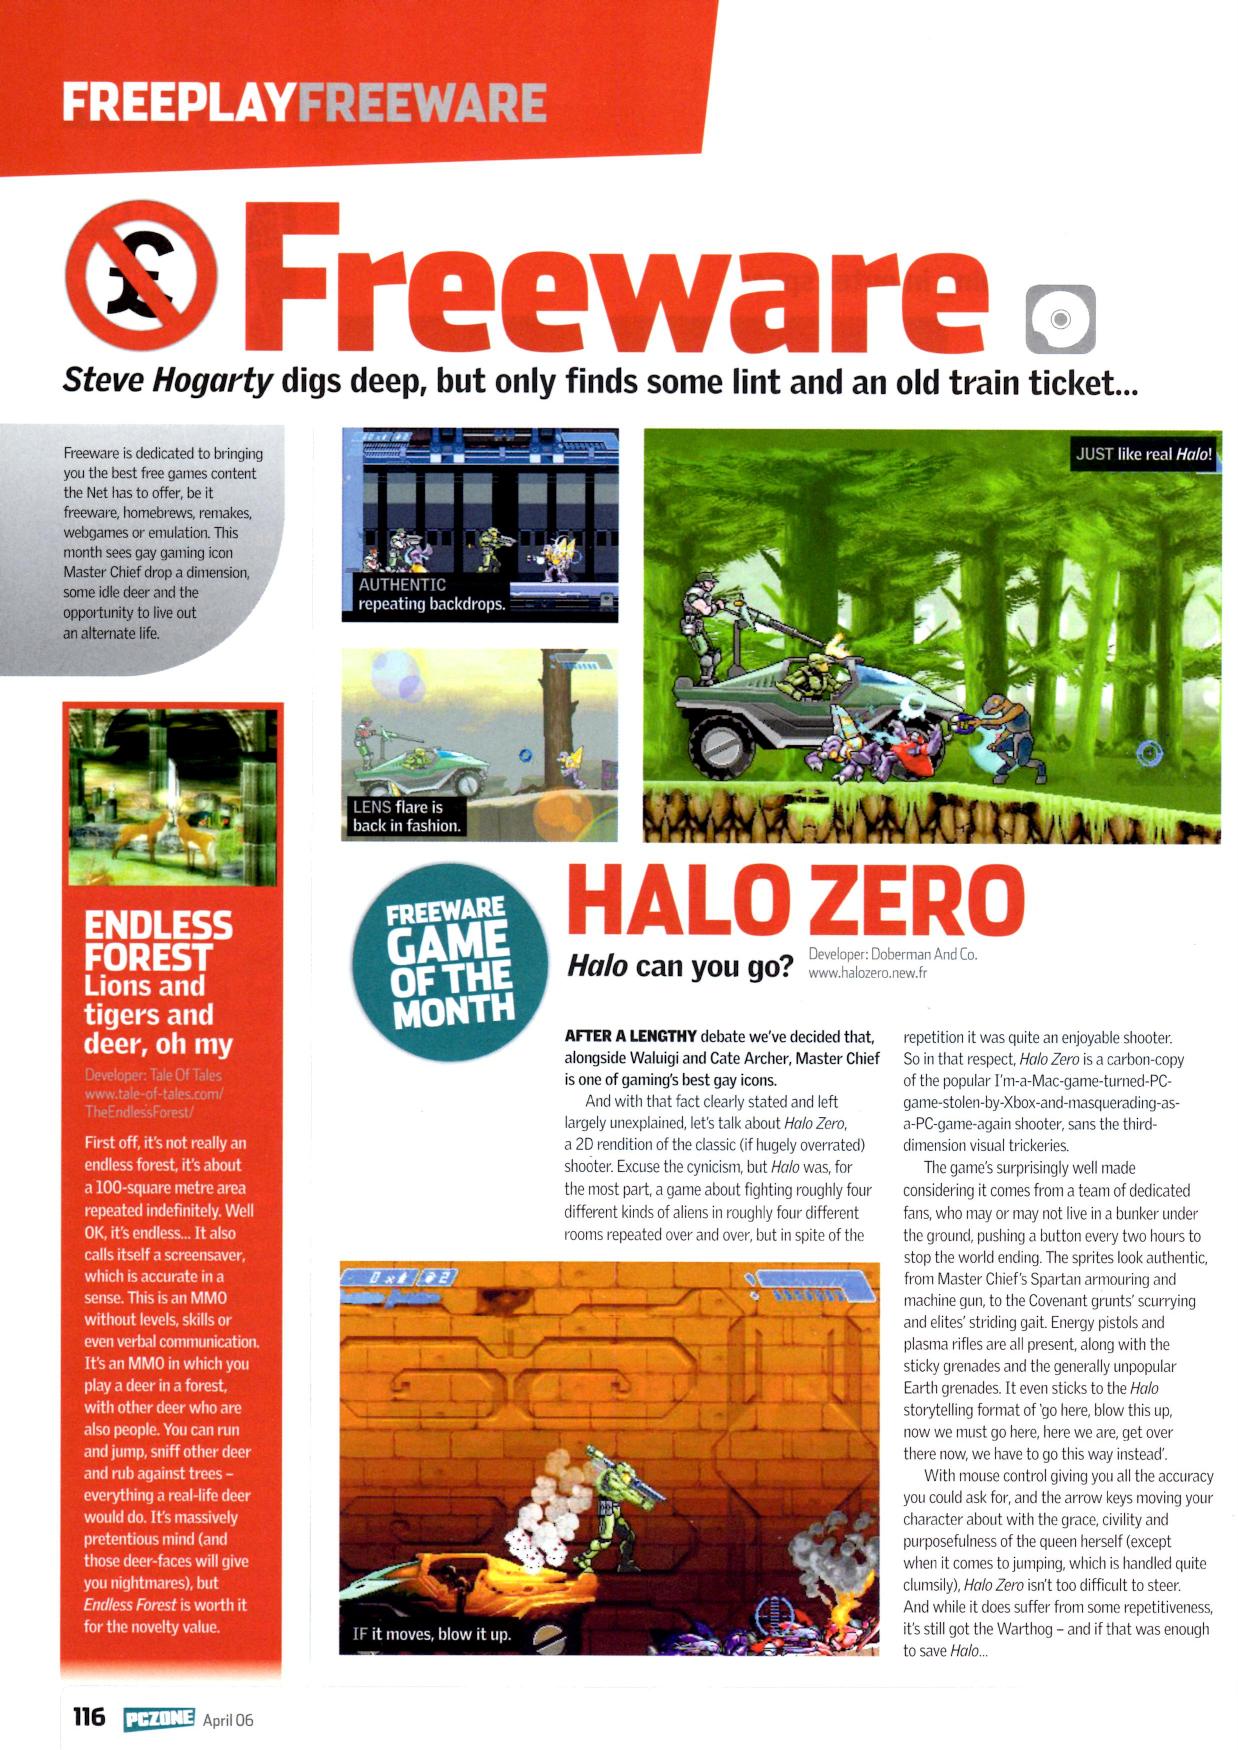 FREEPLAYFREEWARE
£
Freeware
Steve Hogarty digs deep, but only finds some lint and an old train ticket...
Freeware is dedicated to bringing
you the best free games content
the Net has to offer, be it
freeware, homebrews, remakes,
webgames or emulation. This
month sees gay gaming icon
Master Chief drop a dimension,
some idle deer and the
opportunity to live out
an alternate life.
AUTHENTIC
repeating backdrops.
JUST like real Halo!
LENS flare is
back in fashion.
ENDLESS
FOREST
Lions and
tigers and
deer, oh my
Developer: Tale Of Tales
www.tale-of-tales.com/
TheEndlessForest/
First off, it's not really an
endless forest, it's about
a 100-square metre area
repeated indefinitely. Well
OK, it's endless... It also
calls itself a screensaver,
which is accurate in a
sense. This is an MMO
without levels, skills or
even verbal communication.
It's an MMO in which you
play a deer in a forest,
with other deer who are
also people. You can run
and jump, sniff other deer
and rub against trees –
everything a real-life deer
would do. It's massively
pretentious mind (and
those deer-faces will give
you nightmares), but
Endless Forest is worth it
for the novelty value.
FREEWARE
GAME
OF THE
MONTH
HALO ZERO
Halo can you go?
Developer: Doberman And Co.
www.halozero.new.fr
AFTER A LENGTHY debate we've decided that,
alongside Waluigi and Cate Archer, Master Chief
is one of gaming's best gay icons.
And with that fact clearly stated and left
largely unexplained, let's talk about Halo Zero,
a 2D rendition of the classic (if hugely overrated)
shooter. Excuse the cynicism, but Halo was, for
the most part, a game about fighting roughly four
different kinds of aliens in roughly four different
rooms repeated over and over, but in spite of the
repetition it was quite an enjoyable shooter.
So in that respect, Halo Zero is a carbon-copy
of the popular I'm-a-Mac-game-turned-PC-
game-stolen-by-Xbox-and-masquerading-as-
a-PC-game-again shooter, sans the third-
dimension visual trickeries.
The game's surprisingly well made
considering it comes from a team of dedicated
fans, who may or may not live in a bunker under
the ground, pushing a button every two hours to
stop the world ending. The sprites look authentic,
from Master Chief's Spartan armouring and
machine gun, to the Covenant grunts' scurrying
and elites' striding gait. Energy pistols and
plasma rifles are all present, along with the
sticky grenades and the generally unpopular
Earth grenades. It even sticks to the Halo
storytelling format of 'go here, blow this up,
now we must go here, here we are, get over
there now, we have to go this way instead'.
With mouse control giving you all the accuracy
you could ask for, and the arrow keys moving your
character about with the grace, civility and
purposefulness of the queen herself (except
when it comes to jumping, which is handled quite
clumsily), Halo Zero isn't too difficult to steer.
And while it does suffer from some repetitiveness,
it's still got the Warthog – and if that was enough
to save Halo...
IF it moves, blow it up.
116 PCZONE April 06